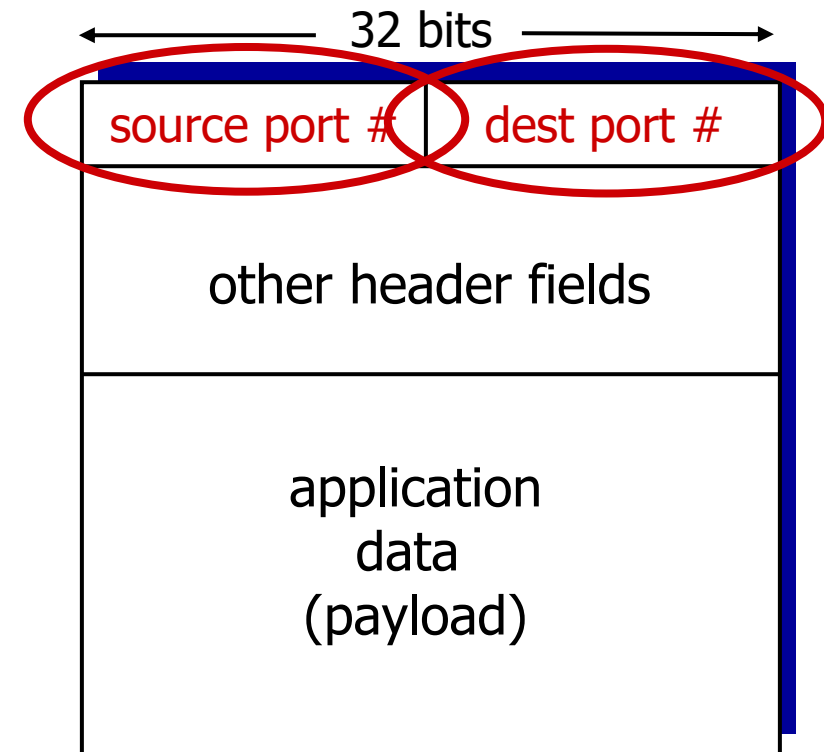 32 bits
source port # dest port #
other header fields
application
data
(payload)